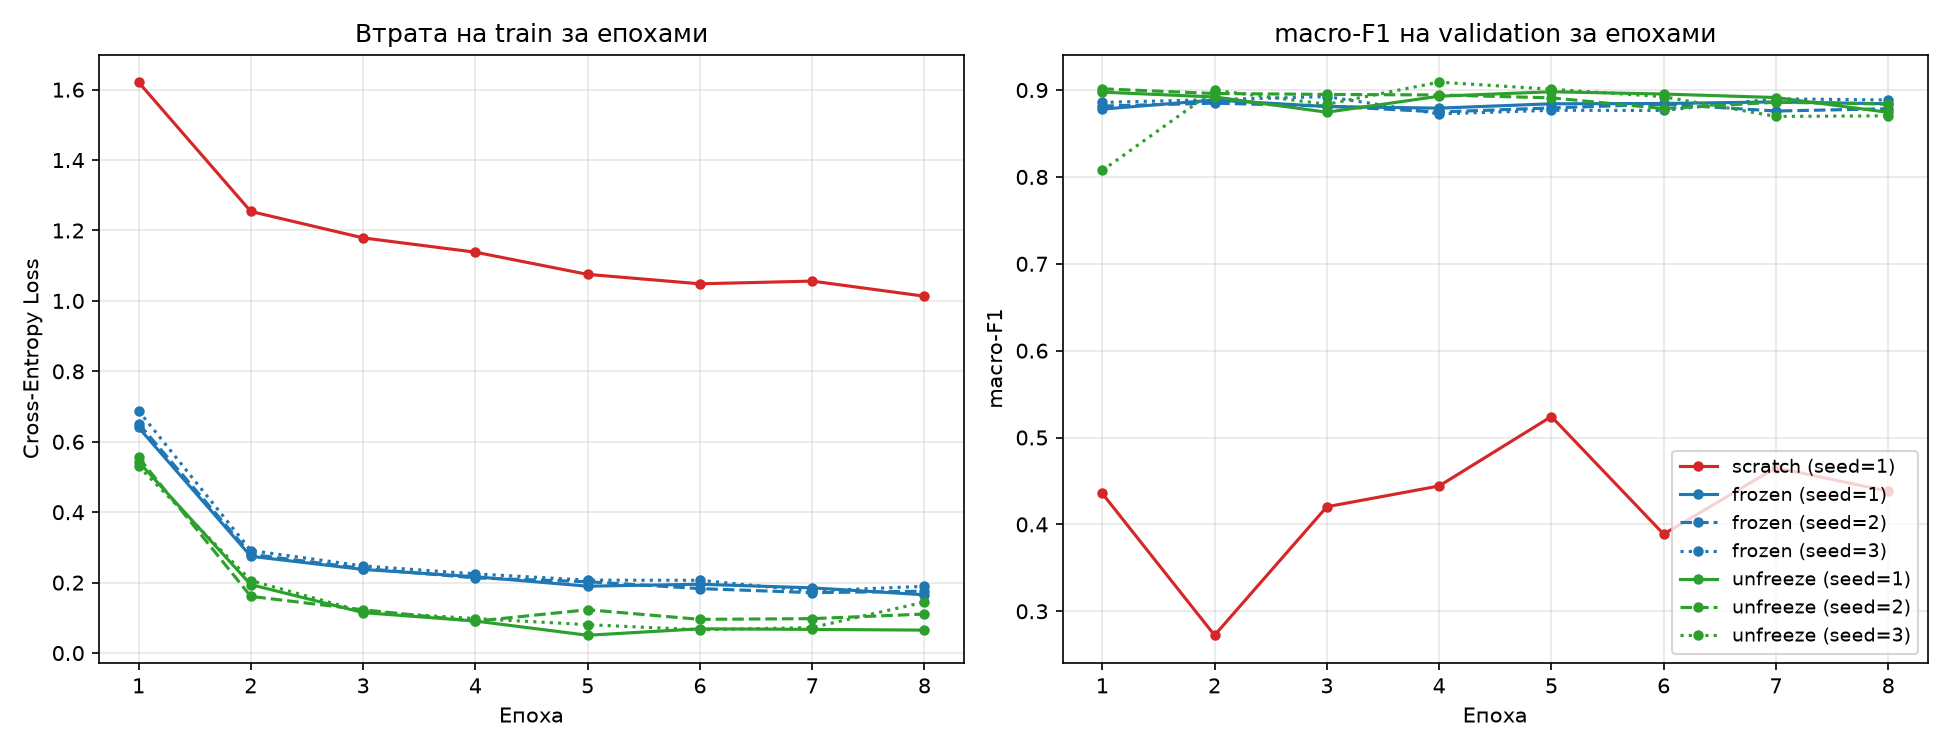 Втрата на train за епохами
Cross-Entropy Loss
1.6
1.4
1.2
1.0
0.8
0.6
0.4
0.2
0.0
1 2 3 4 5 6 7 8
Епоха
macro-F1 на validation за епохами
macro-F1
0.9
0.8
0.7
0.6
0.5
0.4
0.3
scratch (seed=1)
frozen (seed=1)
frozen (seed=2)
frozen (seed=3)
unfreeze (seed=1)
unfreeze (seed=2)
unfreeze (seed=3)
1 2 3 4 5 6 7 8
Епоха